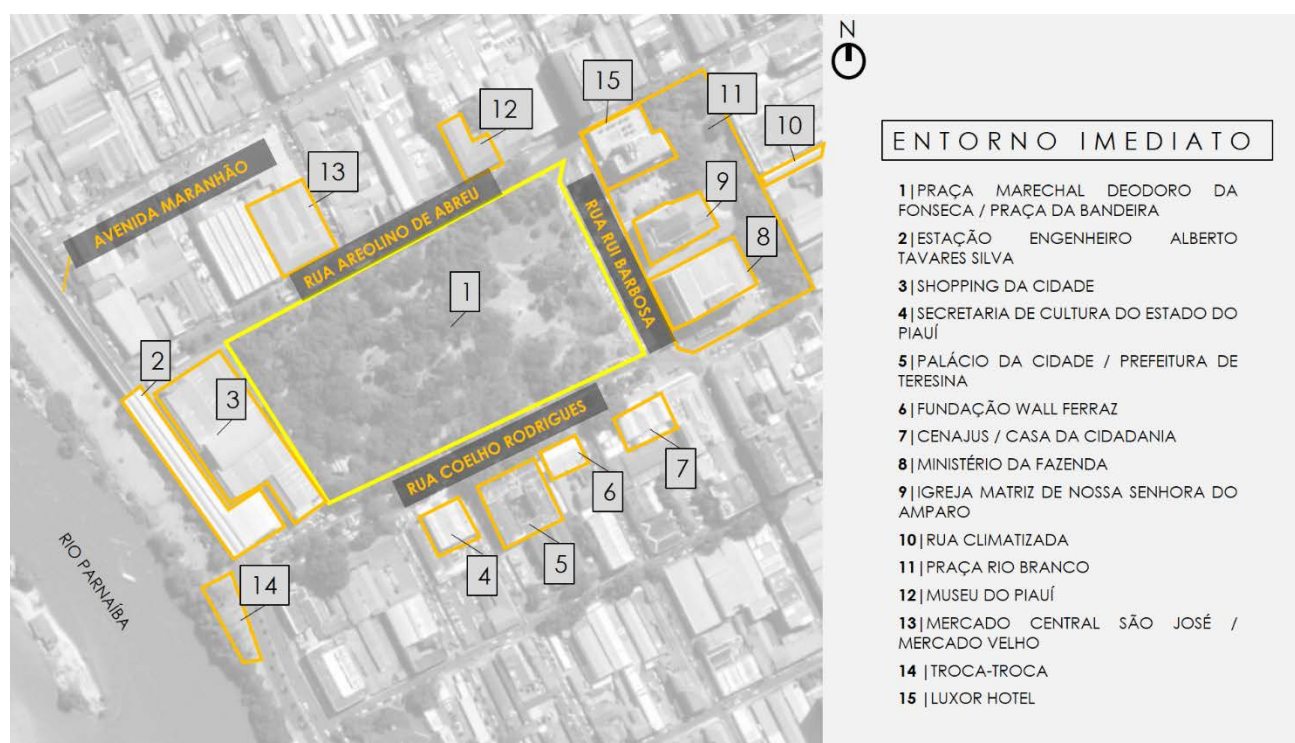 N
15
11
12
10
13
AVENIDA MARANHÃO
RUA AREOLINO DE ABREU
9
RUA RUI BARBOSA
8
1
2
3
RUA COELHO RODRIGUES
7
6
5
4
14
RIO PARNAÍBA
ENTORNO IMEDIATO
1|PRAÇA MARECHAL DEODORO DA
FONSECA / PRAÇA DA BANDEIRA
2|ESTAÇÃO ENGENHEIRO ALBERTO
TAVARES SILVA
3|SHOPPING DA CIDADE
4|SECRETARIA DE CULTURA DO ESTADO DO
PIAUÍ
5|PALÁCIO DA CIDADE / PREFEITURA DE
TERESINA
6|FUNDAÇÃO WALL FERRAZ
7|CENAJUS / CASA DA CIDADANIA
8|MINISTÉRIO DA FAZENDA
9|IGREJA MATRIZ DE NOSSA SENHORA DO
AMPARO
10|RUA CLIMATIZADA
11|PRAÇA RIO BRANCO
12|MUSEU DO PIAUÍ
13|MERCADO CENTRAL SÃO JOSÉ /
MERCADO VELHO
14 |TROCA-TROCA
15 |LUXOR HOTEL